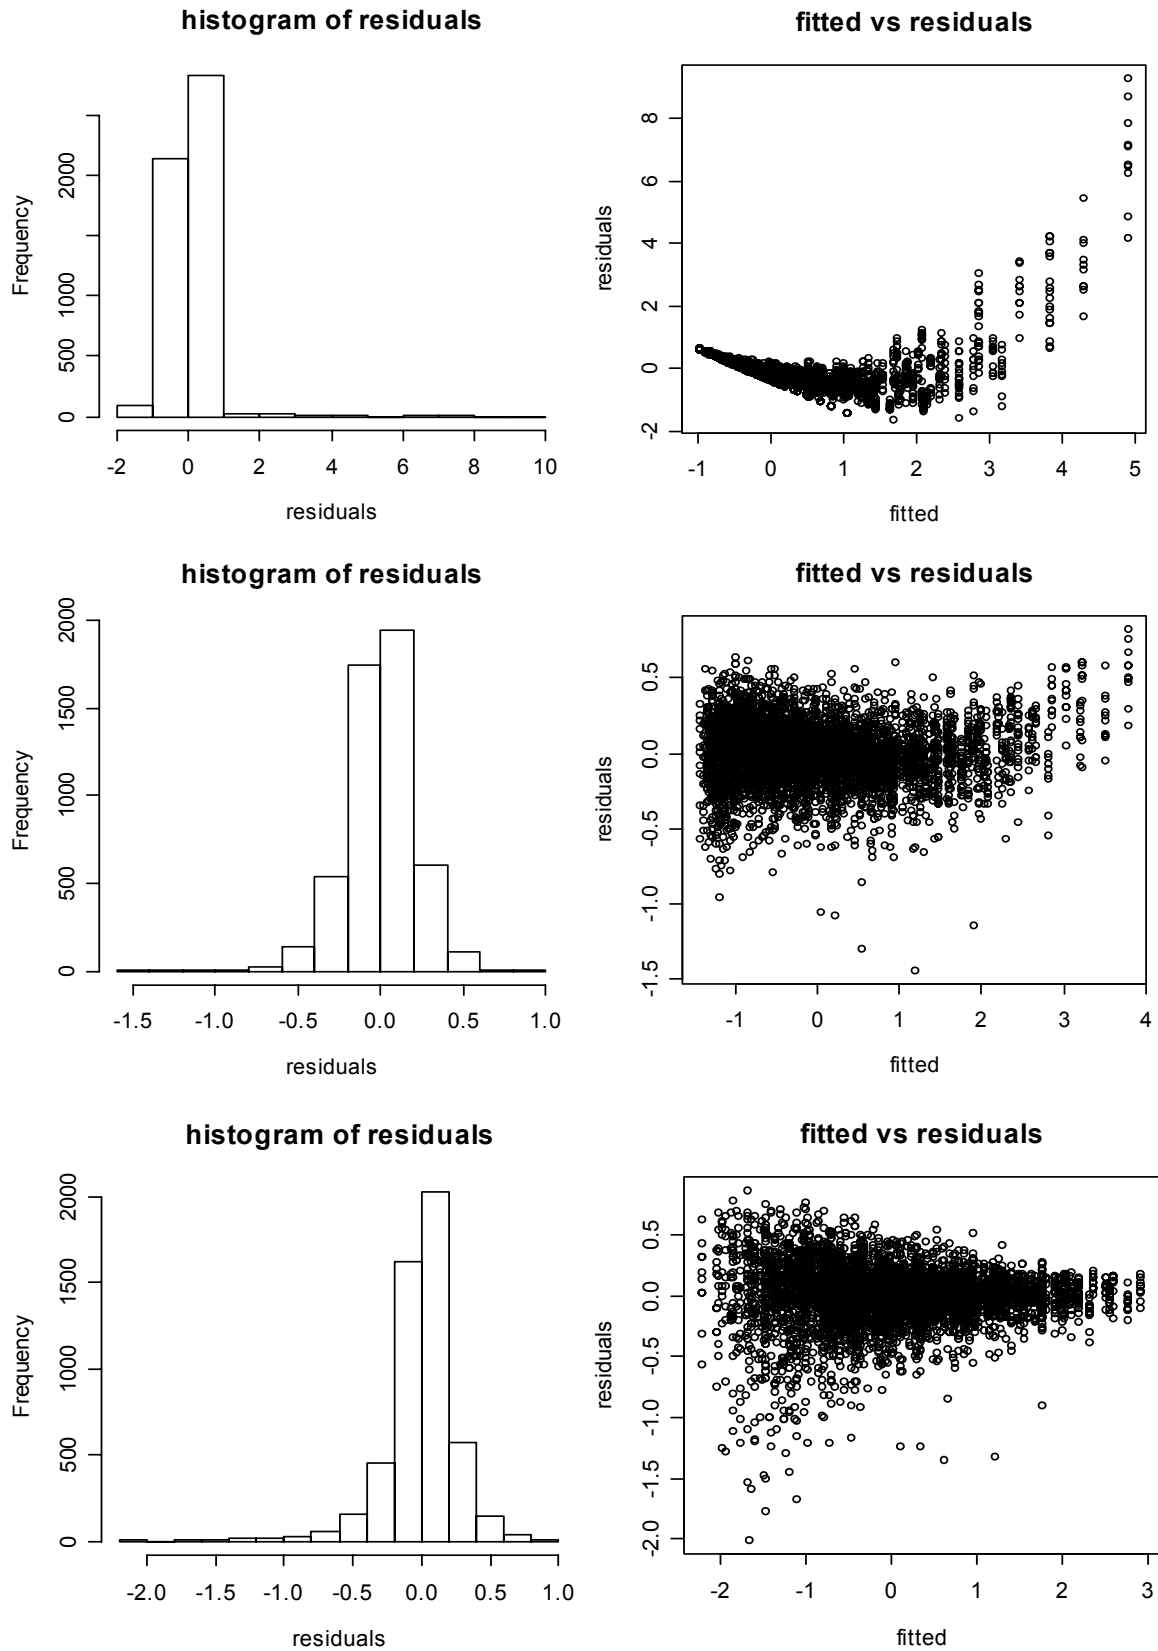 histogram of residuals
Frequency
0 500 1000 2000
-2 0 2 4 6 8 10
residuals
fitted vs residuals
residuals
-2 0 2 4 6 8
-1 0 1 2 3 4 5
fitted
histogram of residuals
Frequency
0 500 1000 1500 2000
-1.5 -1.0 -0.5 0.0 0.5 1.0
residuals
fitted vs residuals
residuals
-1.5 -1.0 -0.5 0.0 0.5
-1 0 1 2 3 4
fitted
histogram of residuals
Frequency
0 500 1000 1500 2000
-2.0 -1.5 -1.0 -0.5 0.0 0.5 1.0
residuals
fitted vs residuals
residuals
-2.0 -1.5 -1.0 -0.5 0.0 0.5
-2 -1 0 1 2 3
fitted